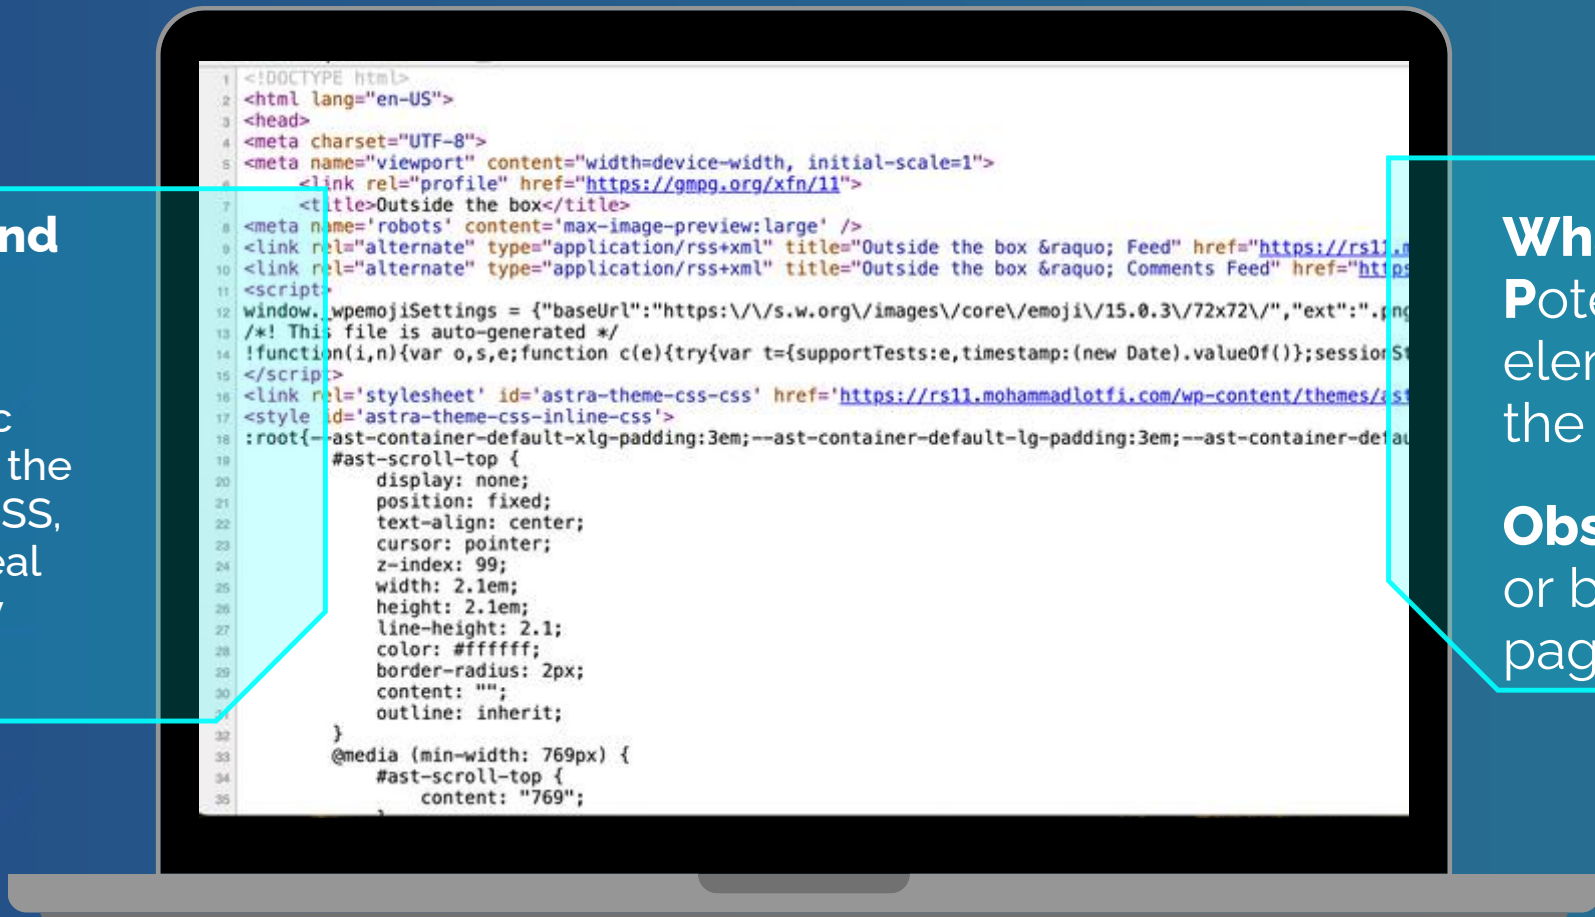 nd
c
the
SS,
eal
1 <!DOCTYPE html>
2 <html lang="en-US">
3 <head>
4 <meta charset="UTF-8">
5 <meta name="viewport" content="width=device-width, initial-scale=1">
6 <link rel="profile" href="https://gmpg.org/xfn/11">
7 <title>Outside the box</title>
8 <meta name='robots' content='max-image-preview:large' />
9 <link rel="alternate" type="application/rss+xml" title="Outside the box &raquo; Feed" href="https://rs11.m
10 <link rel="alternate" type="application/rss+xml" title="Outside the box &raquo; Comments Feed" href="https
11 <script>
12 window._wpemojiSettings = {"baseUrl":"https:\/\/s.w.org\/images\/core\/emoji\/15.0.3\/72x72\/","ext":".png
13 /*! This file is auto-generated */
14 !function(i,n){var o,s,e;function c(e){try{var t={supportTests:e,timestamp:(new Date).valueOf()};sessionSt
15 </script>
16 <link rel='stylesheet' id='astra-theme-css-css' href='https://rs11.mohammadlotfi.com/wp-content/themes/ast
17 <style id='astra-theme-css-inline-css'>
18 :root{--ast-container-default-xlg-padding:3em;--ast-container-default-lg-padding:3em;--ast-container-defau
19 #ast-scroll-top {
20 display: none;
21 position: fixed;
22 text-align: center;
23 cursor: pointer;
24 z-index: 99;
25 width: 2.1em;
26 height: 2.1em;
27 line-height: 2.1;
28 color: #ffffff;
29 border-radius: 2px;
30 content: "";
31 outline: inherit;
32 }
33 @media (min-width: 769px) {
34 #ast-scroll-top {
35 content: "769";
Wh
Pote
eler
the
Obs
or b
pag